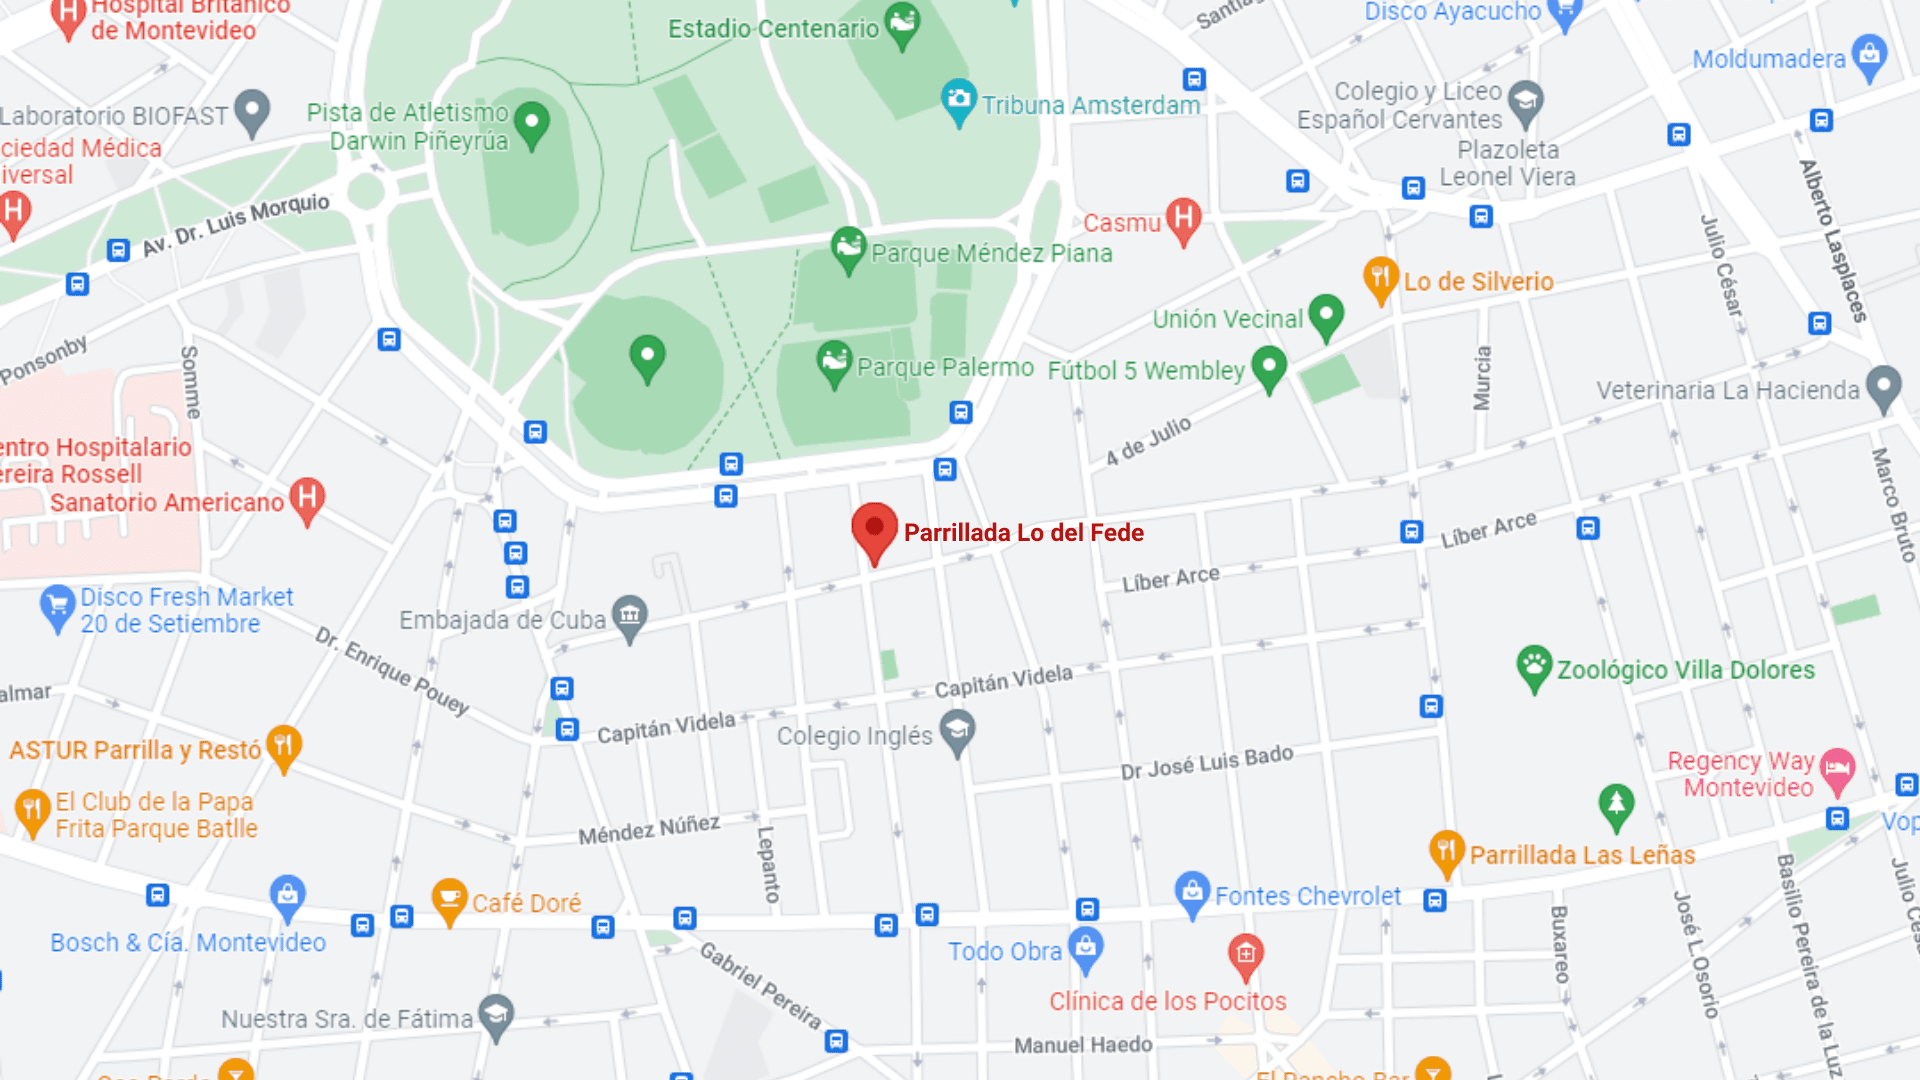 Hospital Británico
de Montevideo
Estadio Centenario
Santiag
Disco Ayacucho
Moldumadera
Laboratorio BIOFAST
Pista de Atletismo
Darwin Piñeyrúa
Tribuna Amsterdam
Colegio y Liceo
Español Cervantes
ciedad Médica
iversal
Plazoleta
Leonel Viera
Alberto Lasplaces
Av. Dr. Luis Morquio
Casmu
Julio César
Parque Méndez Piana
Lo de Silverio
Unión Vecinal
Ponsonby
Somme
Parque Palermo
Fútbol 5 Wembley
Murcia
Veterinaria La Hacienda
4 de Julio
entro Hospitalario
ereira Rossell
Sanatorio Americano
Marco Bruto
Parrillada Lo del Fede
Líber Arce
Líber Arce
Disco Fresh Market
20 de Setiembre
Embajada de Cuba
Dr. Enrique Pouey
Zoológico Villa Dolores
almar
Capitán Videla
Capitán Videla
Colegio Inglés
ASTUR Parrilla y Restó
Dr José Luis Bado
Regency Way
Montevideo
El Club de la Papa
Frita Parque Batlle
Méndez Núñez
Vop
Lepanto
Parrillada Las Leñas
Café Doré
Fontes Chevrolet
Bosch & Cía. Montevideo
Todo Obra
Buxareo
José L Osorio
Basilio Pereira de la Luz
Julio Cés
Gabriel Pereira
Clínica de los Pocitos
Nuestra Sra. de Fátima
Manuel Haedo
El Pancho Bar